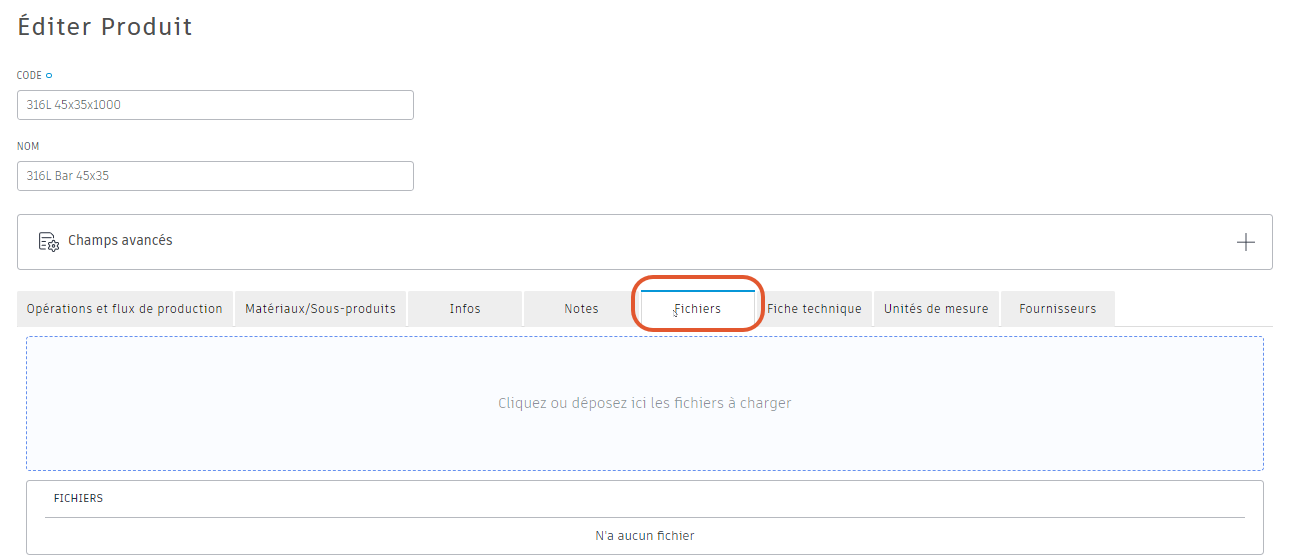 Éditer Produit
CODE
316L 45x35x1000
NOM
316L Bar 45x35
Champs avancés
Opérations et flux de production Matériaux/Sous-produits Infos Notes Fichiers Fiche technique Unités de mesure Fournisseurs
Cliquez ou déposez ici les fichiers à charger
FICHIERS
N'a aucun fichier